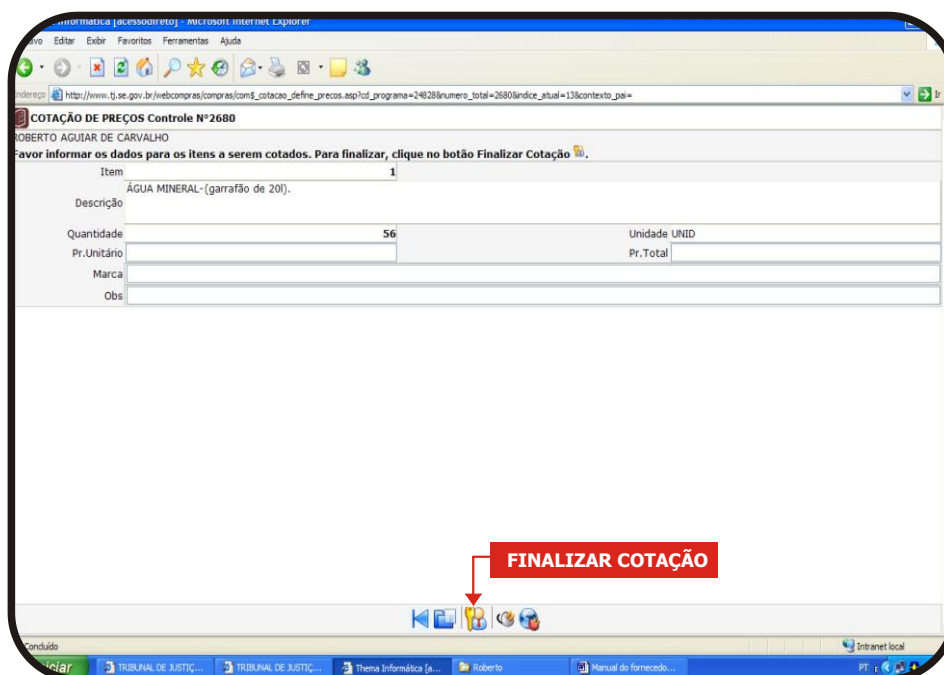 Informática [acessodireto] - Microsoft Internet Explorer
Editar Exibir Favoritos Ferramentas Ajuda
Endereço http://www.tj.se.gov.br/webcompras/compras/com$_cotacao_define_precos.asp?cd_programa=24828&numero_total=2680&indice_atual=13&contexto_pai= Ir
COTAÇÃO DE PREÇOS Controle Nº2680
ROBERTO AGUIAR DE CARVALHO
Favor informar os dados para os itens a serem cotados. Para finalizar, clique no botão Finalizar Cotação .
Item 1
Descrição ÁGUA MINERAL-(garrafão de 20l).
Quantidade 56 Unidade UNID
Pr.Unitário Pr.Total
Marca
Obs
FINALIZAR COTAÇÃO
Concluído Intranet local
Iniciar TRIBUNAL DE JUSTIÇ... TRIBUNAL DE JUSTIÇ... Thema Informática [a... Roberto Manual do fornecedo... PT